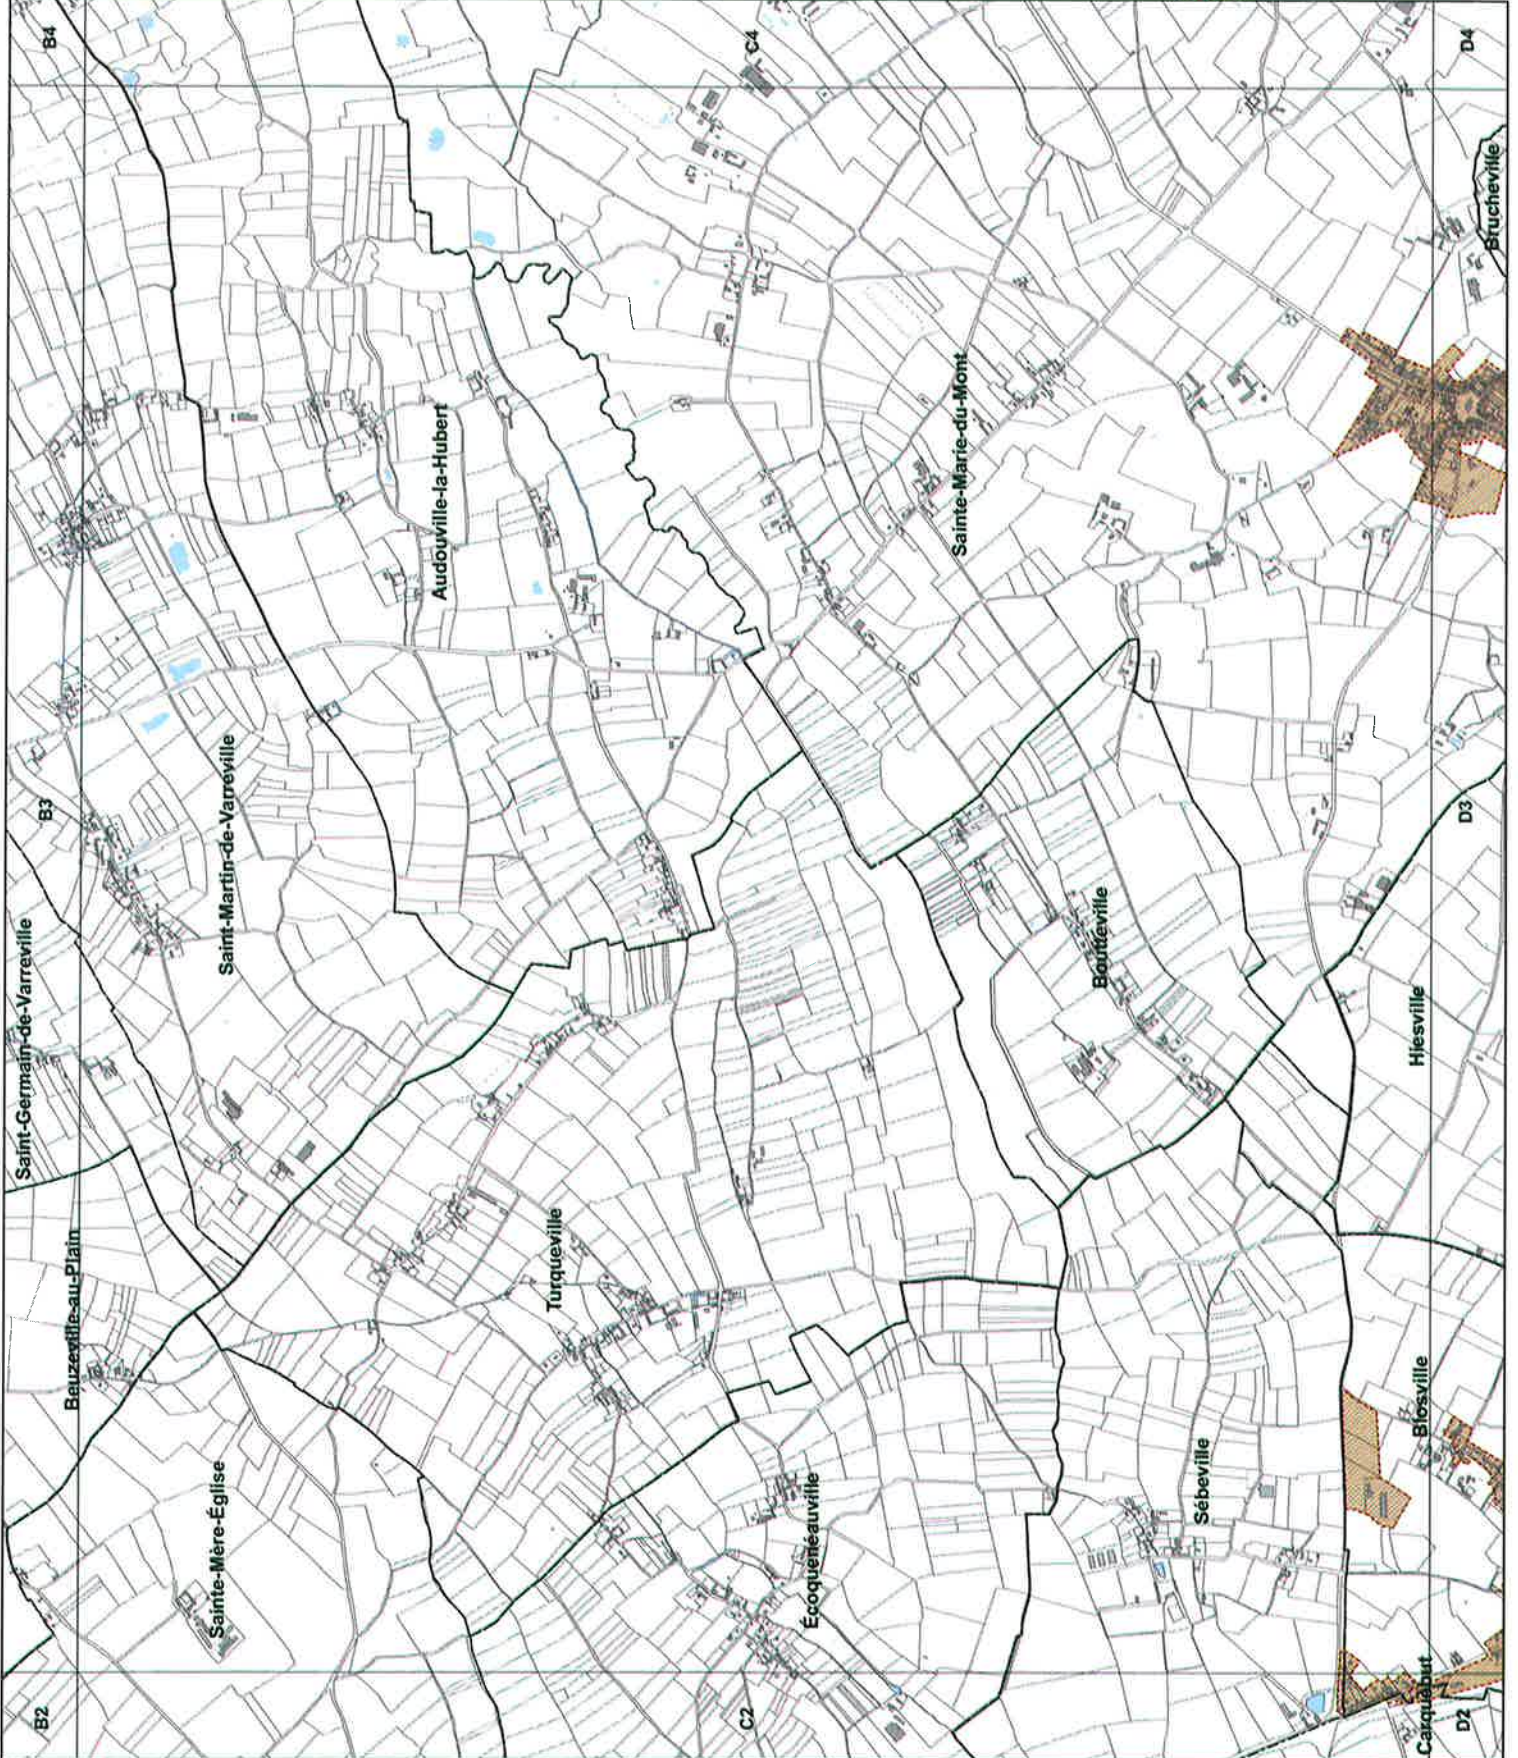 B2
B3
B4
Saint-Germain-de-Varreville
Beuzeville-au-Plain
Sainte-Mère-Église
Saint-Martin-de-Varreville
Audouville-la-Hubert
Turqueville
C2
C4
Écoquenéauville
Sainte-Marie-du-Mont
Boutteville
Sébeville
Hiesville
Blosville
Carquebut
D2
D3
D4
Brucheville